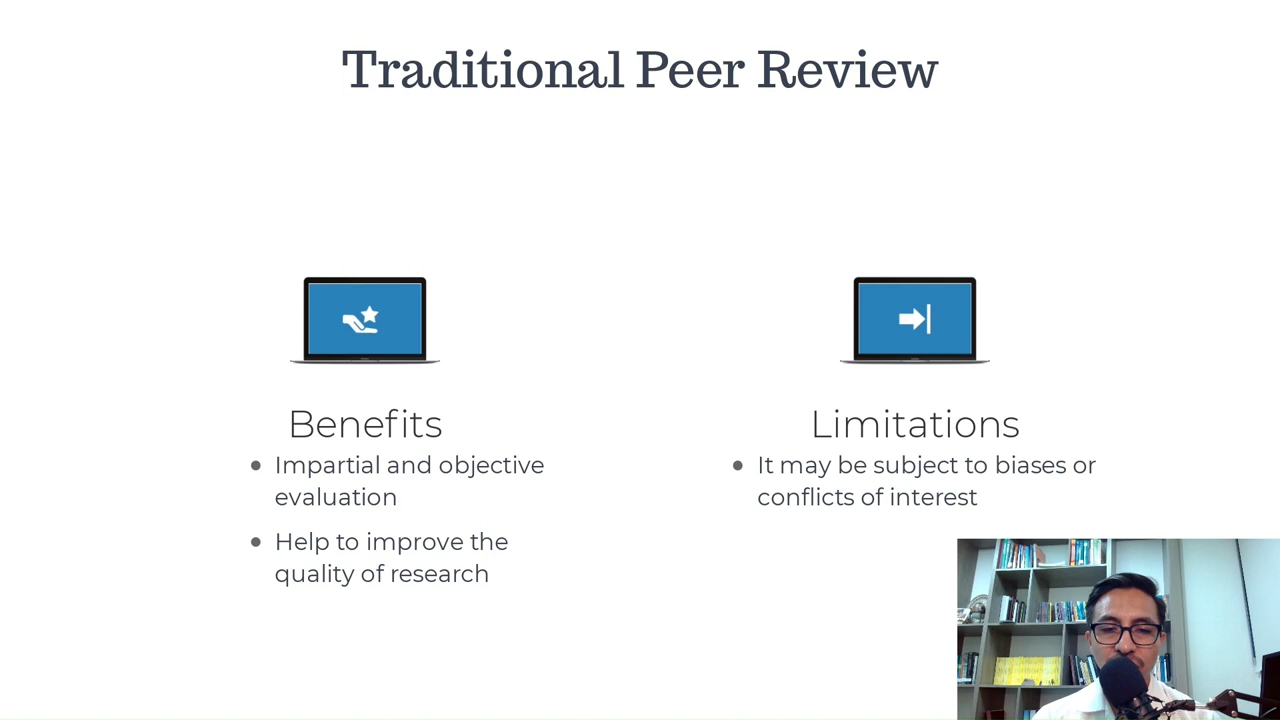 Traditional Peer Review
Benefits
• Impartial and objective
evaluation
• Help to improve the
quality of research
Limitations
• It may be subject to biases or
conflicts of interest